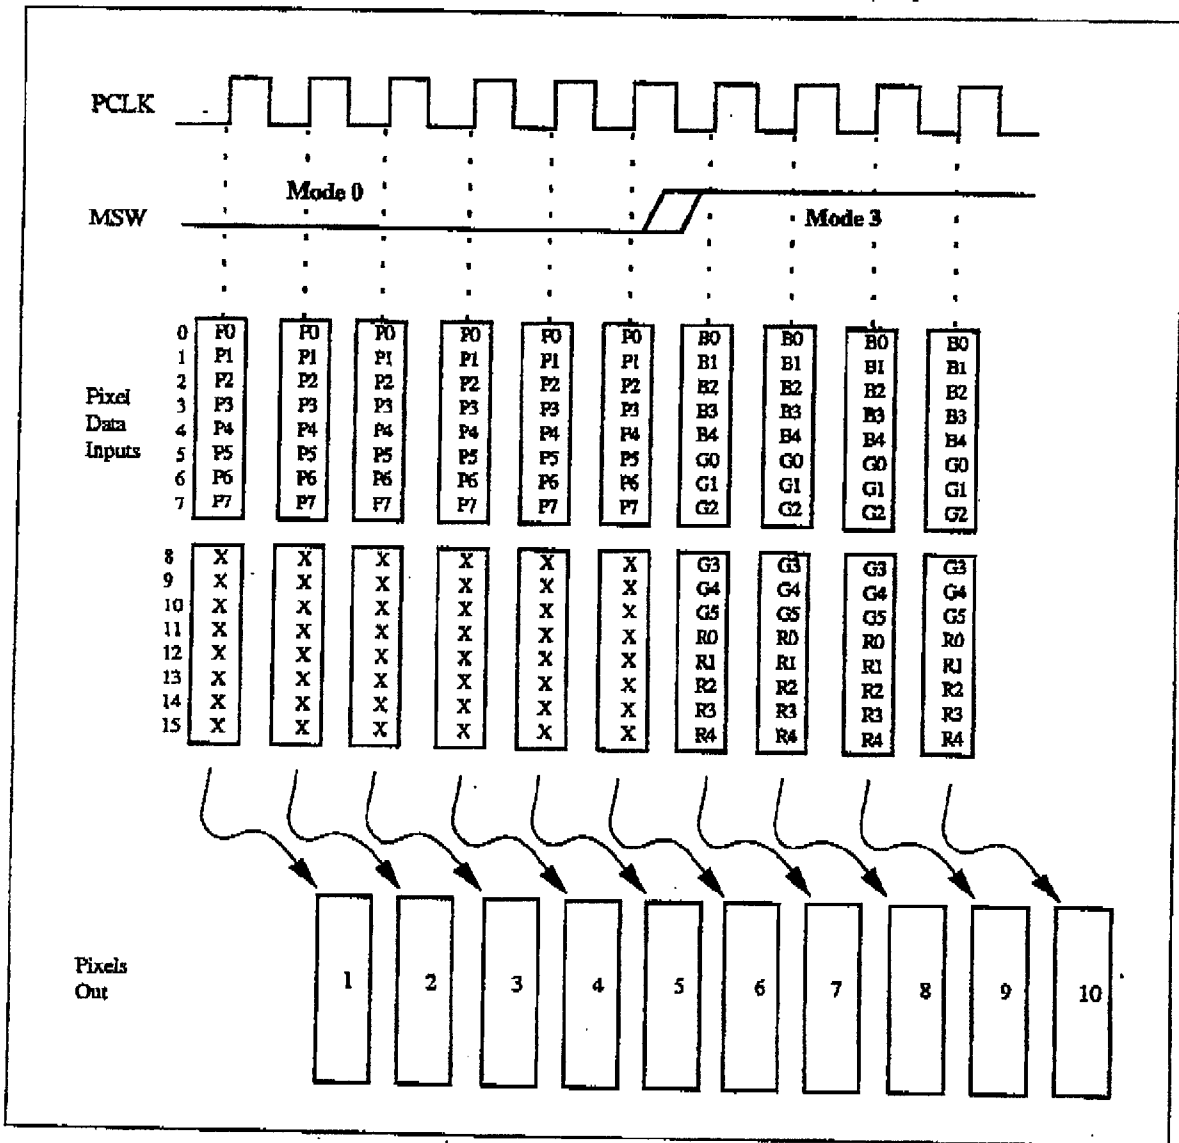 PCLK
Mode 0
MSW
Mode 3
Pixel
Data
Inputs
0 P0 P0 P0 P0 P0 P0 B0 B0 B0 B0
1 P1 P1 P1 P1 P1 P1 B1 B1 B1 B1
2 P2 P2 P2 P2 P2 P2 B2 B2 B2 B2
3 P3 P3 P3 P3 P3 P3 B3 B3 B3 B3
4 P4 P4 P4 P4 P4 P4 B4 B4 B4 B4
5 P5 P5 P5 P5 P5 P5 G0 G0 G0 G0
6 P6 P6 P6 P6 P6 P6 G1 G1 G1 G1
7 P7 P7 P7 P7 P7 P7 G2 G2 G2 G2
8 X X X X X X G3 G3 G3 G3
9 X X X X X X G4 G4 G4 G4
10 X X X X X X G5 G5 G5 G5
11 X X X X X X R0 R0 R0 R0
12 X X X X X X R1 R1 R1 R1
13 X X X X X X R2 R2 R2 R2
14 X X X X X X R3 R3 R3 R3
15 X X X X X X R4 R4 R4 R4
Pixels
Out
1 2 3 4 5 6 7 8 9 10